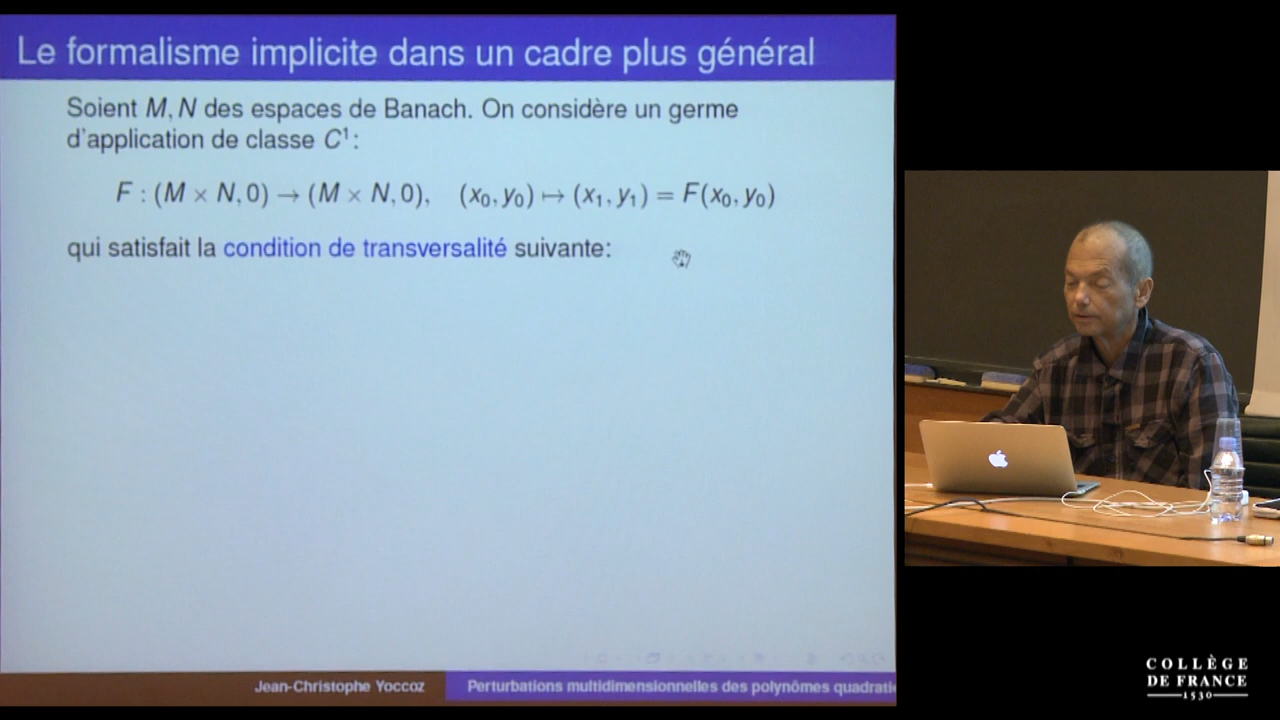 Le formalisme implicite dans un cadre plus général
Soient M, N des espaces de Banach. On considère un germe
d'application de classe C¹:
F : (M × N, 0) → (M × N, 0), (x₀, y₀) ↦ (x₁, y₁) = F(x₀, y₀)
qui satisfait la condition de transversalité suivante:
Jean-Christophe Yoccoz
Perturbations multidimensionnelles des polynômes quadrati
COLLÈGE
DE FRANCE
1530